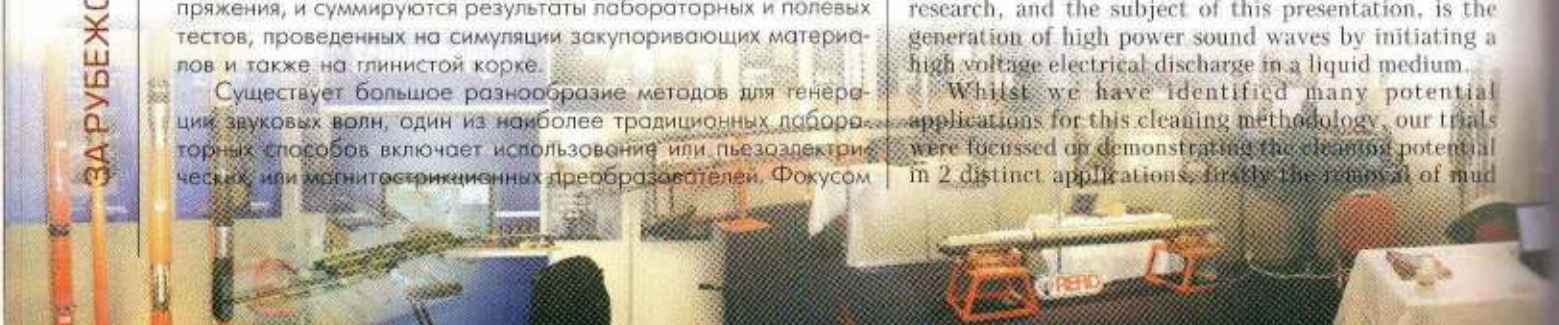 ЗА РУБЕЖО
пряжения, и суммируются результаты лабораторных и полевых
тестов, проведенных на симуляции закупоривающих материа-
лов и также на глинистой корке.
Существует большое разнообразие методов для генера-
ции звуковых волн, один из наиболее традиционных лабора-
торных способов включает использование или пьезоэлектри-
ческих, или магнитострикционных преобразователей. Фокусом
research, and the subject of this presentation, is the
generation of high power sound waves by initiating a
high voltage electrical discharge in a liquid medium.
Whilst we have identified many potential
applications for this cleaning methodology, our trials
were focussed on demonstrating the cleaning potential
in 2 distinct applications, firstly the removal of mud